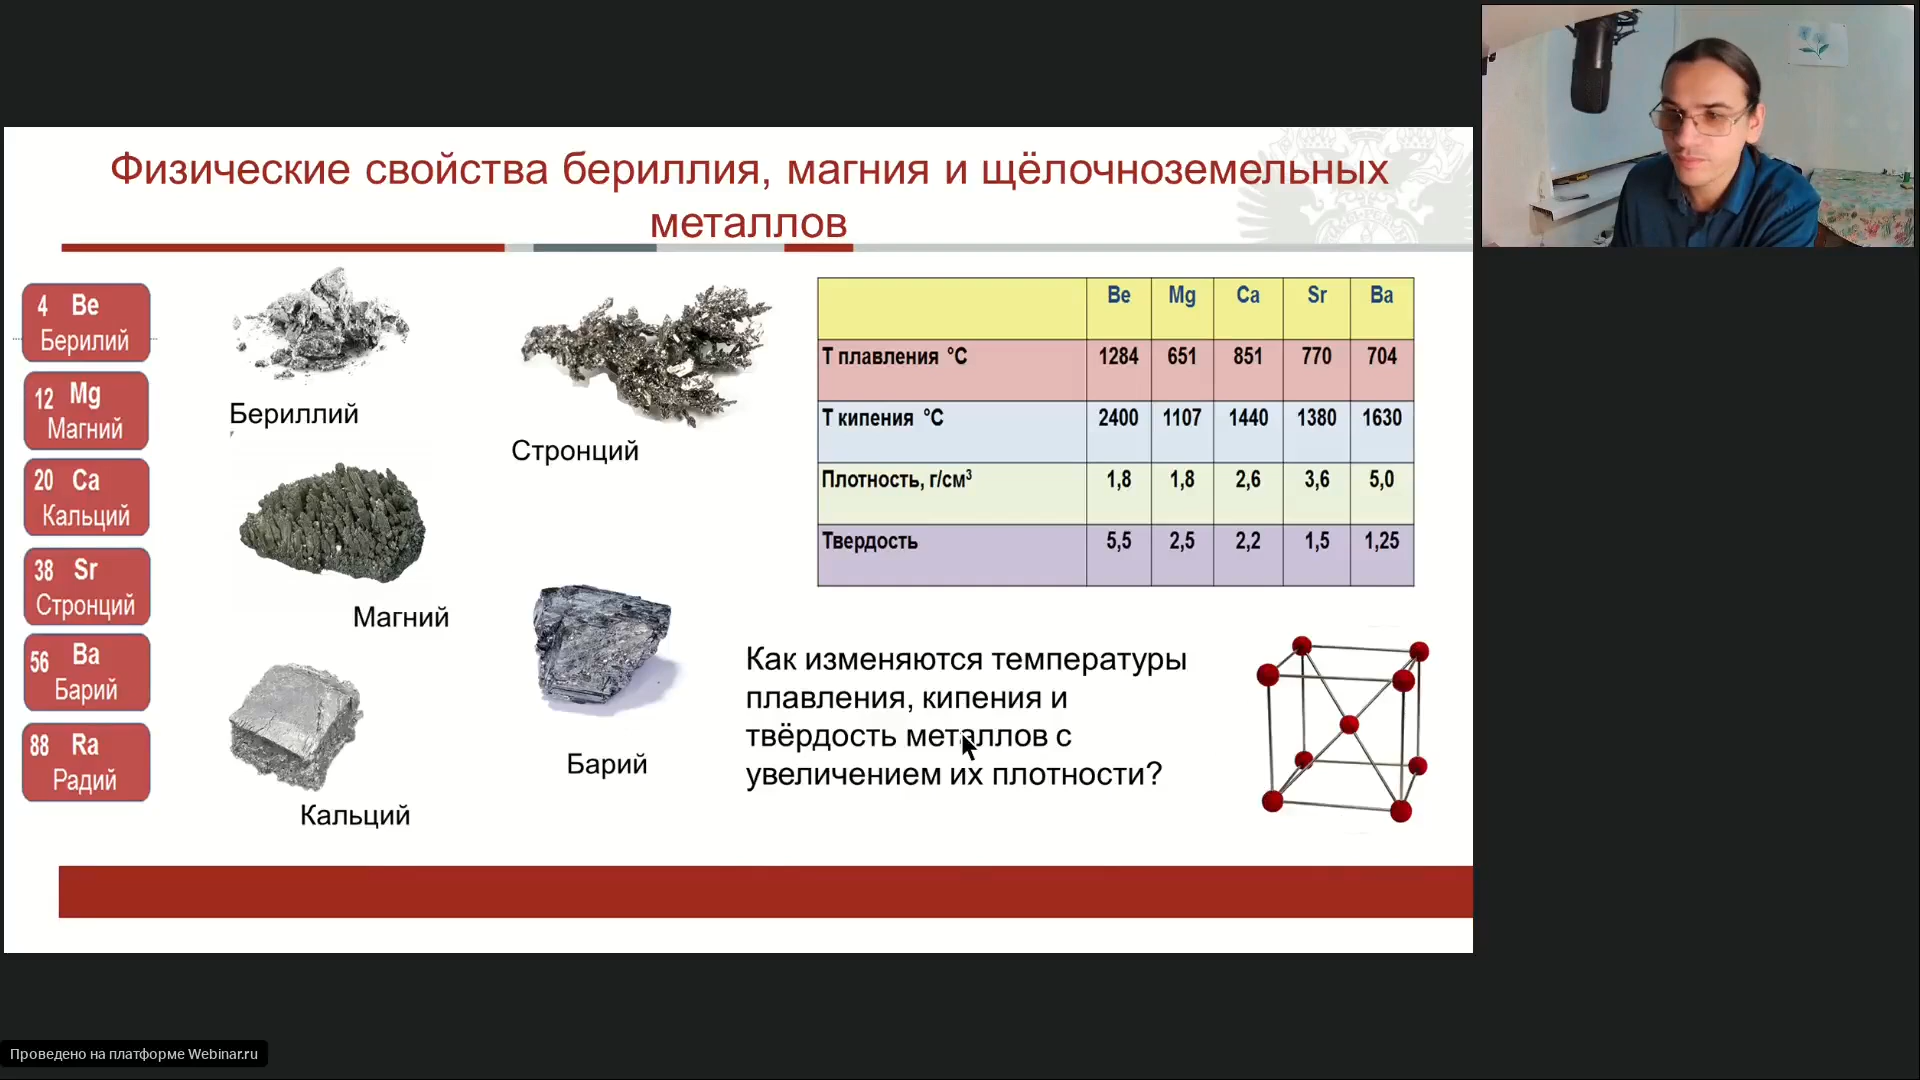 Физические свойства бериллия, магния и щёлочноземельных
металлов
4 Be
Берилий
12 Mg
Магний
20 Ca
Кальций
38 Sr
Стронций
56 Ba
Барий
88 Ra
Радий
Бериллий
Стронций
Магний
Барий
Кальций
Be Mg Ca Sr Ba
Т плавления °С 1284 651 851 770 704
Т кипения °С 2400 1107 1440 1380 1630
Плотность, г/см³ 1,8 1,8 2,6 3,6 5,0
Твердость 5,5 2,5 2,2 1,5 1,25
Как изменяются температуры
плавления, кипения и
твёрдость металлов с
увеличением их плотности?
Проведено на платформе Webinar.ru